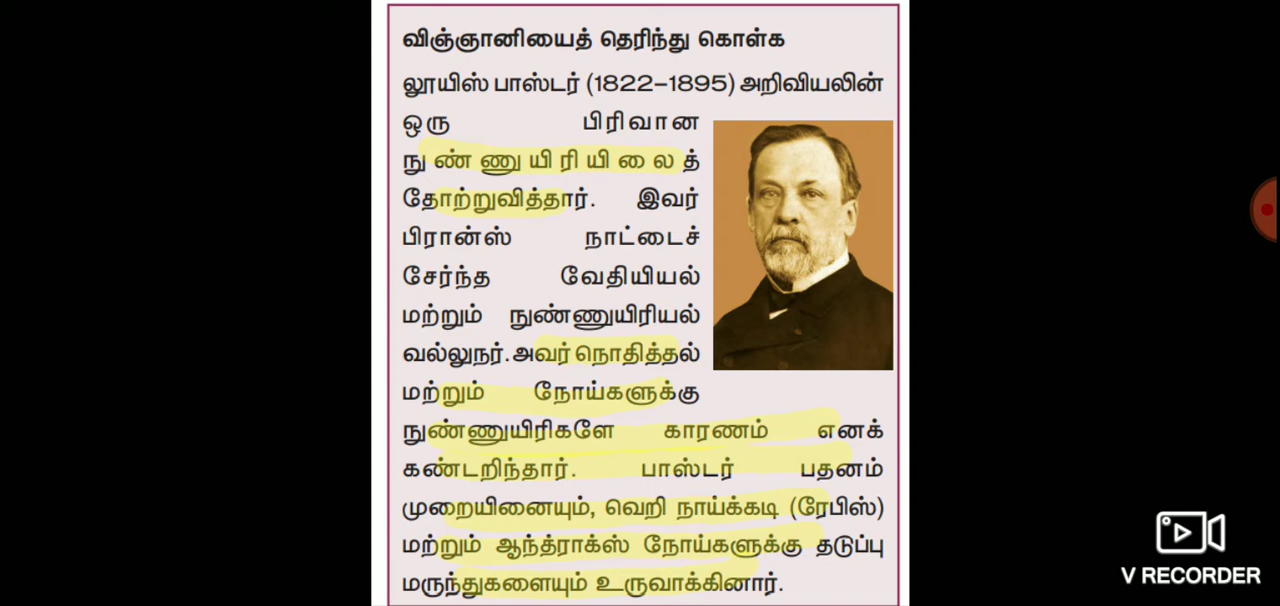 விஞ்ஞானியைத் தெரிந்து கொள்க
லூயிஸ் பாஸ்டர் (1822–1895) அறிவியலின்
ஒரு பிரிவான
நுண்ணுயிரியிலைத்
தோற்றுவித்தார். இவர்
பிரான்ஸ் நாட்டைச்
சேர்ந்த வேதியியல்
மற்றும் நுண்ணுயிரியல்
வல்லுநர். அவர் நொதித்தல்
மற்றும் நோய்களுக்கு
நுண்ணுயிரிகளே காரணம் எனக்
கண்டறிந்தார். பாஸ்டர் பதனம்
முறையினையும், வெறி நாய்க்கடி (ரேபிஸ்)
மற்றும் ஆந்த்ராக்ஸ் நோய்களுக்கு தடுப்பு
மருந்துகளையும் உருவாக்கினார்.
V RECORDER